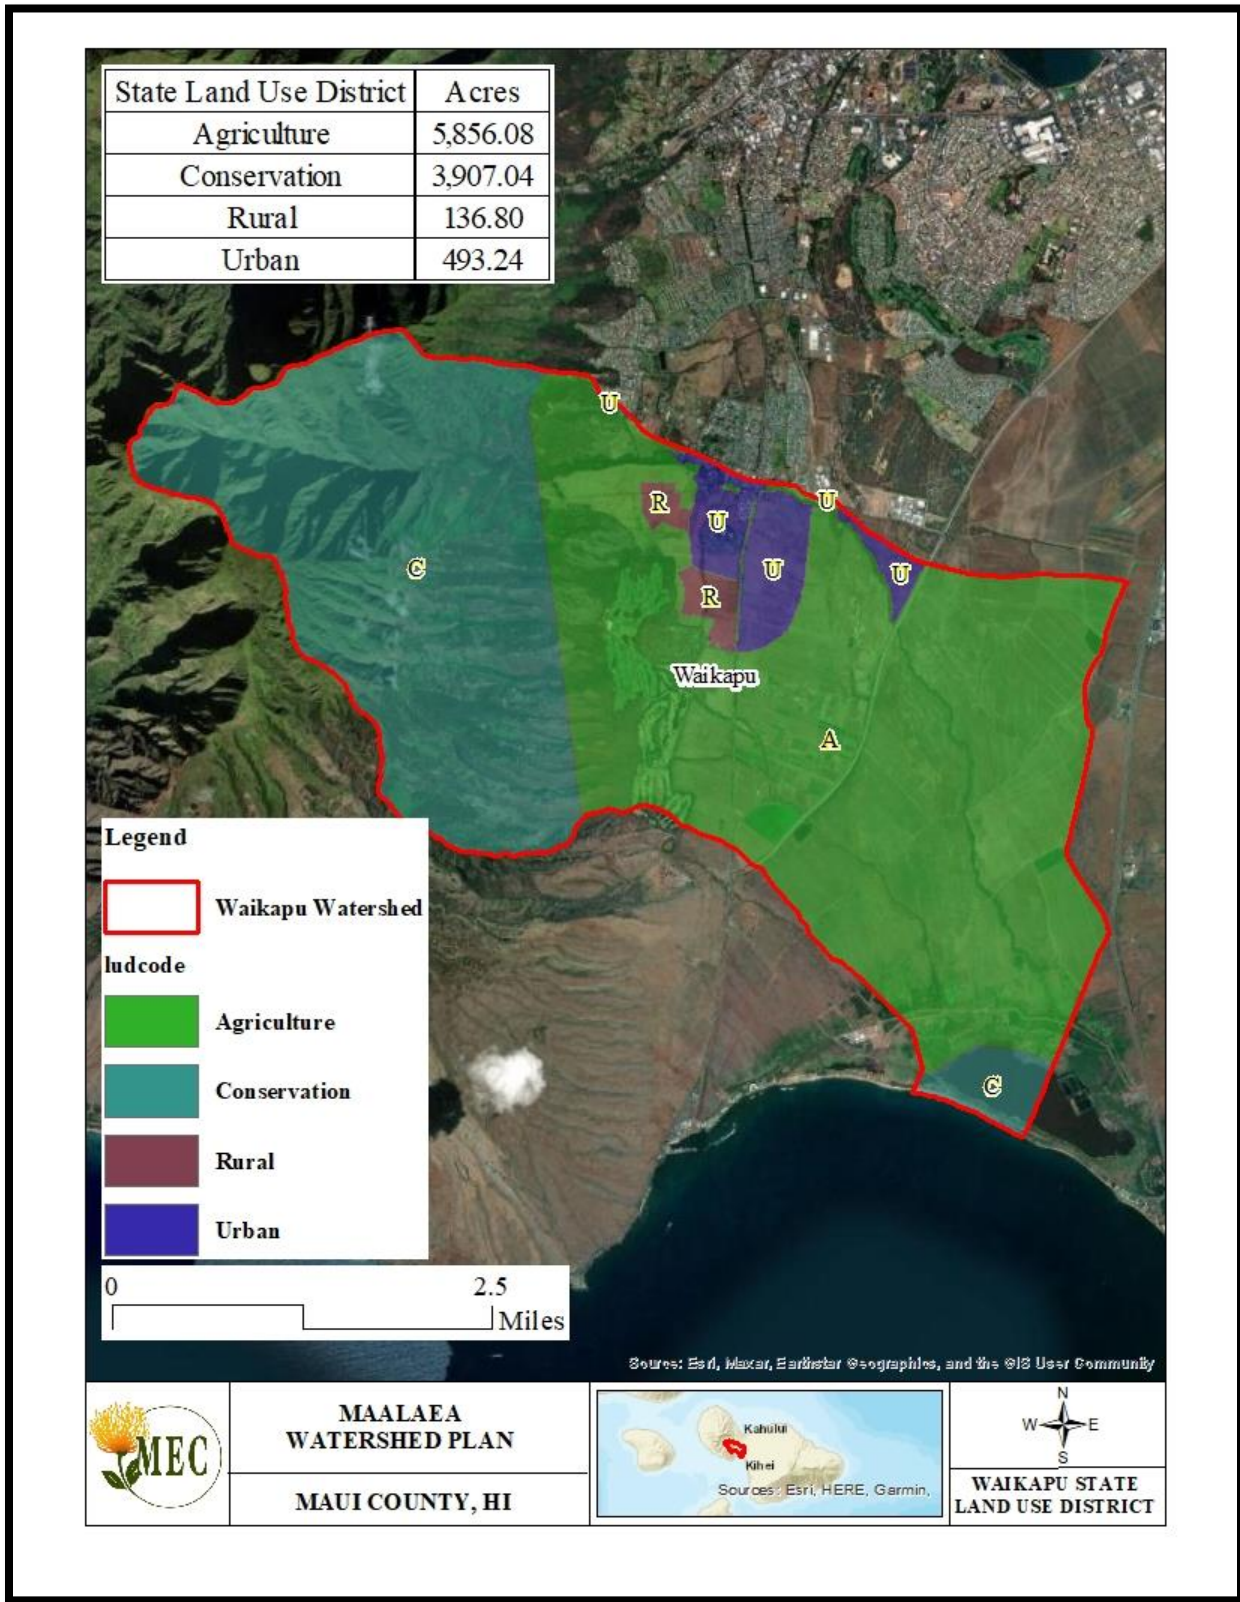 State Land Use District Acres
Agriculture 5,856.08
Conservation 3,907.04
Rural 136.80
Urban 493.24
U
R
U
U
U
U
C
R
Waikapu
A
C
Legend
Waikapu Watershed
ludcode
Agriculture
Conservation
Rural
Urban
0 2.5
Miles
Source: Esri, Maxar, Earthstar Geographics, and the GIS User Community
MEC
MAALAEA
WATERSHED PLAN
MAUI COUNTY, HI
Kahului
Kihei
Sources: Esri, HERE, Garmin,
N
W E
S
WAIKAPU STATE
LAND USE DISTRICT